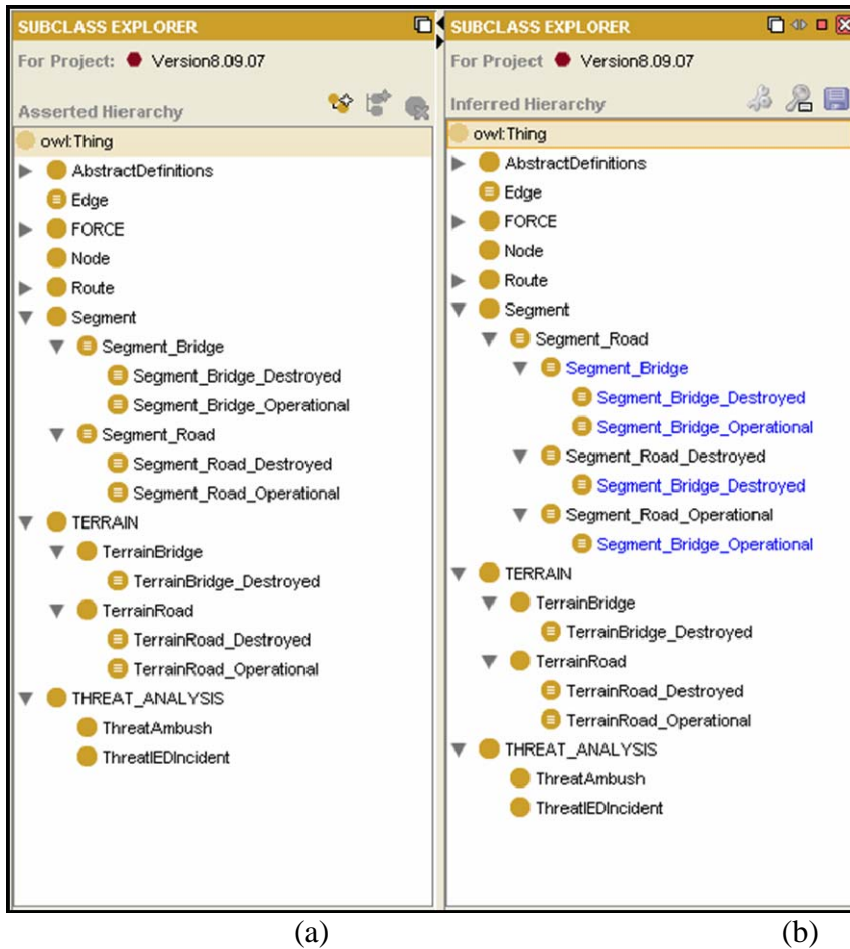 SUBCLASS EXPLORER
For Project: Version8.09.07
Asserted Hierarchy
owl:Thing
AbstractDefinitions
Edge
FORCE
Node
Route
Segment
Segment_Bridge
Segment_Bridge_Destroyed
Segment_Bridge_Operational
Segment_Road
Segment_Road_Destroyed
Segment_Road_Operational
TERRAIN
TerrainBridge
TerrainBridge_Destroyed
TerrainRoad
TerrainRoad_Destroyed
TerrainRoad_Operational
THREAT_ANALYSIS
ThreatAmbush
ThreatIEDIncident
(a)
SUBCLASS EXPLORER
For Project Version8.09.07
Inferred Hierarchy
owl:Thing
AbstractDefinitions
Edge
FORCE
Node
Route
Segment
Segment_Road
Segment_Bridge
Segment_Bridge_Destroyed
Segment_Bridge_Operational
Segment_Road_Destroyed
Segment_Bridge_Destroyed
Segment_Road_Operational
Segment_Bridge_Operational
TERRAIN
TerrainBridge
TerrainBridge_Destroyed
TerrainRoad
TerrainRoad_Destroyed
TerrainRoad_Operational
THREAT_ANALYSIS
ThreatAmbush
ThreatIEDIncident
(b)